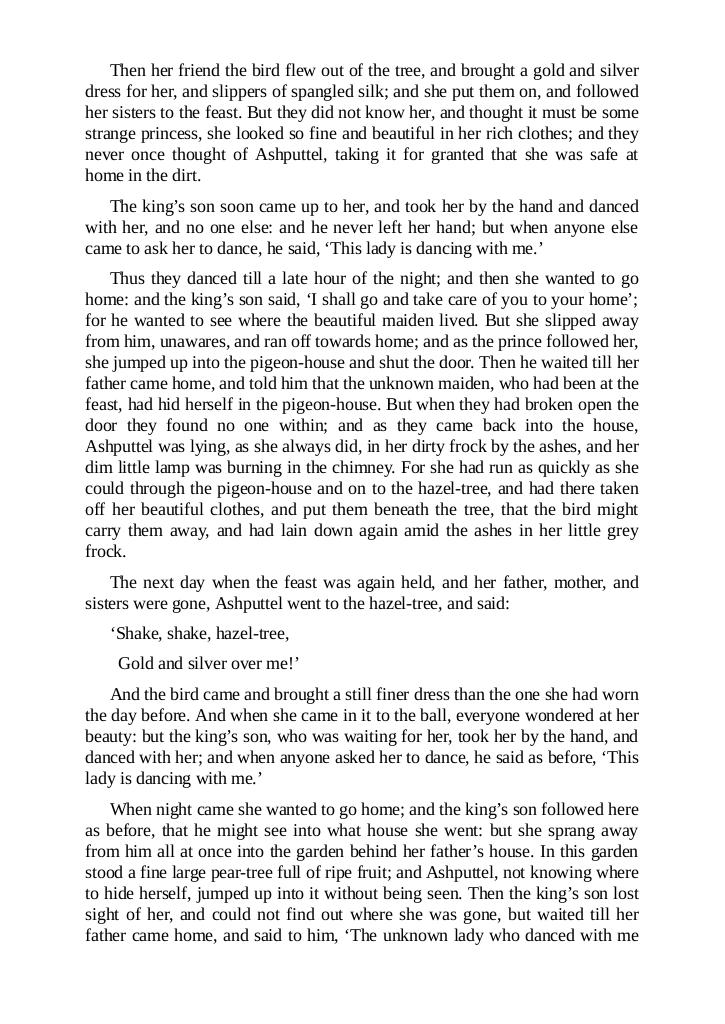 Then her friend the bird flew out of the tree, and brought a gold and silver
dress for her, and slippers of spangled silk; and she put them on, and followed
her sisters to the feast. But they did not know her, and thought it must be some
strange princess, she looked so fine and beautiful in her rich clothes; and they
never once thought of Ashputtel, taking it for granted that she was safe at
home in the dirt.
The king’s son soon came up to her, and took her by the hand and danced
with her, and no one else: and he never left her hand; but when anyone else
came to ask her to dance, he said, ‘This lady is dancing with me.’
Thus they danced till a late hour of the night; and then she wanted to go
home: and the king’s son said, ‘I shall go and take care of you to your home’;
for he wanted to see where the beautiful maiden lived. But she slipped away
from him, unawares, and ran off towards home; and as the prince followed her,
she jumped up into the pigeon-house and shut the door. Then he waited till her
father came home, and told him that the unknown maiden, who had been at the
feast, had hid herself in the pigeon-house. But when they had broken open the
door they found no one within; and as they came back into the house,
Ashputtel was lying, as she always did, in her dirty frock by the ashes, and her
dim little lamp was burning in the chimney. For she had run as quickly as she
could through the pigeon-house and on to the hazel-tree, and had there taken
off her beautiful clothes, and put them beneath the tree, that the bird might
carry them away, and had lain down again amid the ashes in her little grey
frock.
The next day when the feast was again held, and her father, mother, and
sisters were gone, Ashputtel went to the hazel-tree, and said:
‘Shake, shake, hazel-tree,
Gold and silver over me!’
And the bird came and brought a still finer dress than the one she had worn
the day before. And when she came in it to the ball, everyone wondered at her
beauty: but the king’s son, who was waiting for her, took her by the hand, and
danced with her; and when anyone asked her to dance, he said as before, ‘This
lady is dancing with me.’
When night came she wanted to go home; and the king’s son followed here
as before, that he might see into what house she went: but she sprang away
from him all at once into the garden behind her father’s house. In this garden
stood a fine large pear-tree full of ripe fruit; and Ashputtel, not knowing where
to hide herself, jumped up into it without being seen. Then the king’s son lost
sight of her, and could not find out where she was gone, but waited till her
father came home, and said to him, ‘The unknown lady who danced with me